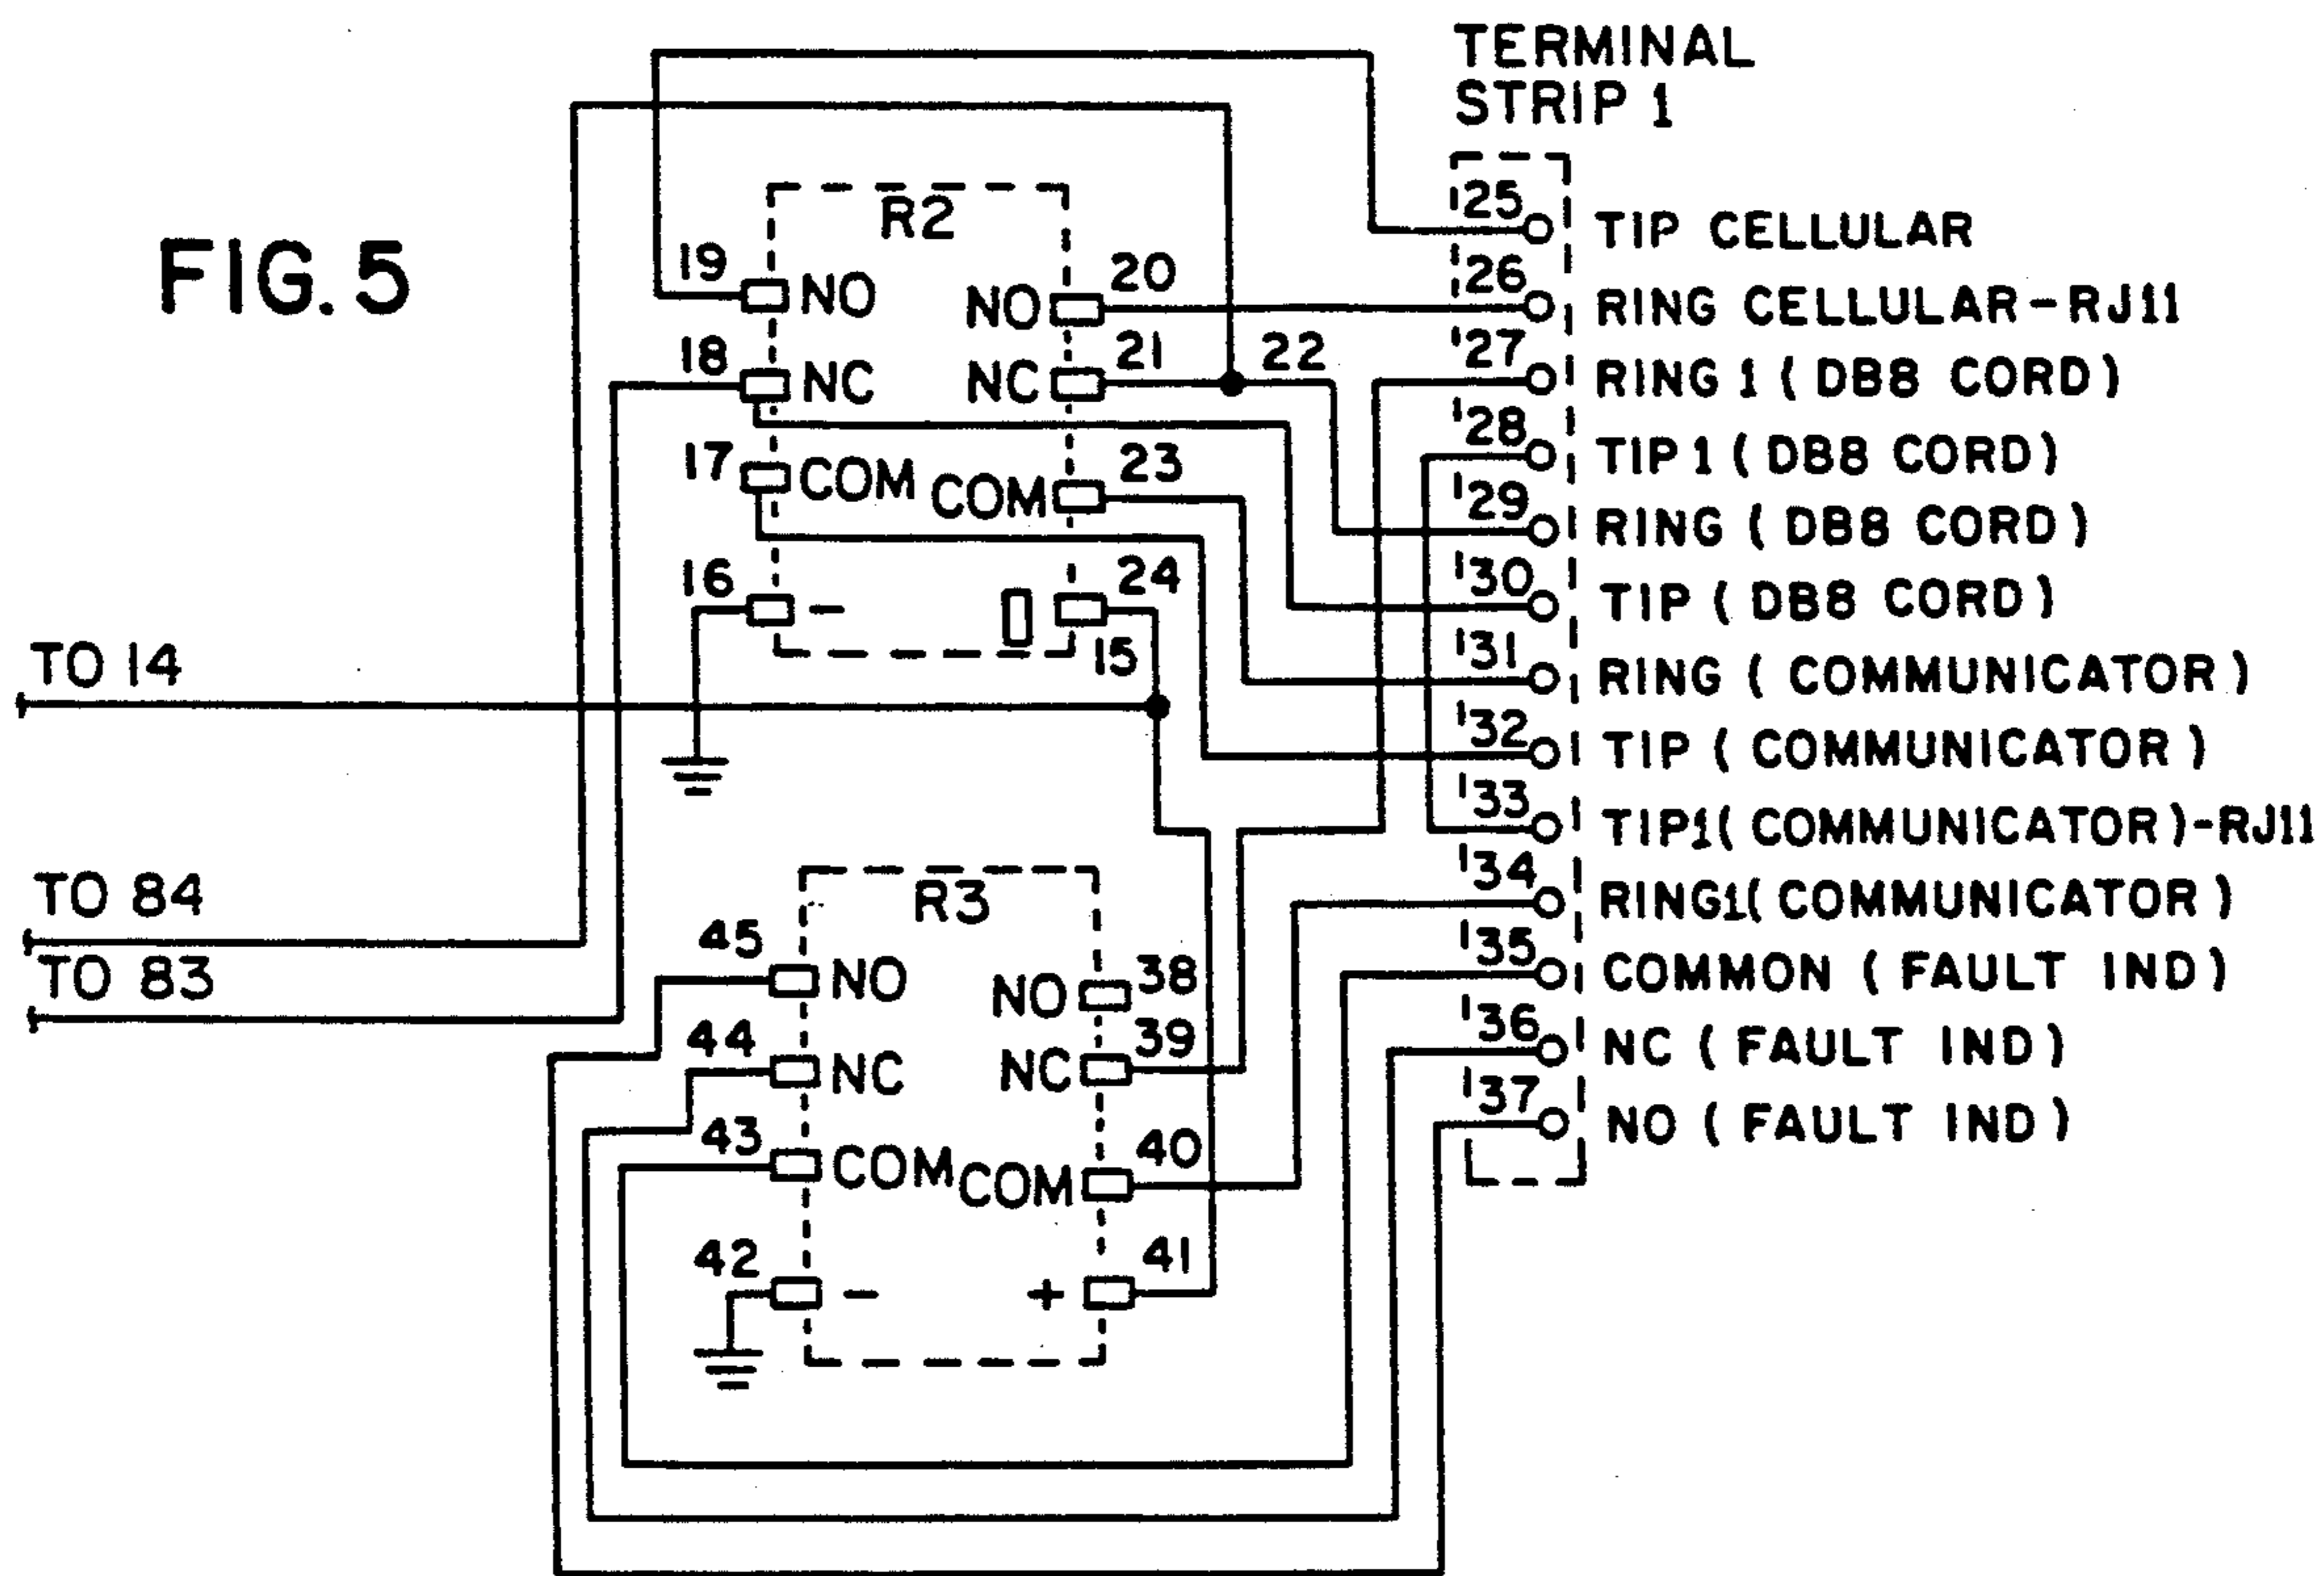 FIG. 5
TERMINAL
STRIP 1
R2
19 NO
18 NC
17 COM
16 -
NO 20
NC 21
22
COM 23
24
15
TO 14
TO 84
TO 83
R3
45 NO
44 NC
43 COM
42 -
NO 38
NC 39
COM 40
+ 41
25 TIP CELLULAR
26 RING CELLULAR-RJ11
27 RING 1 (DB8 CORD)
28 TIP 1 (DB8 CORD)
29 RING (DB8 CORD)
30 TIP (DB8 CORD)
31 RING (COMMUNICATOR)
32 TIP (COMMUNICATOR)
33 TIP1(COMMUNICATOR)-RJ11
34 RING1(COMMUNICATOR)
35 COMMON (FAULT IND)
36 NC (FAULT IND)
37 NO (FAULT IND)